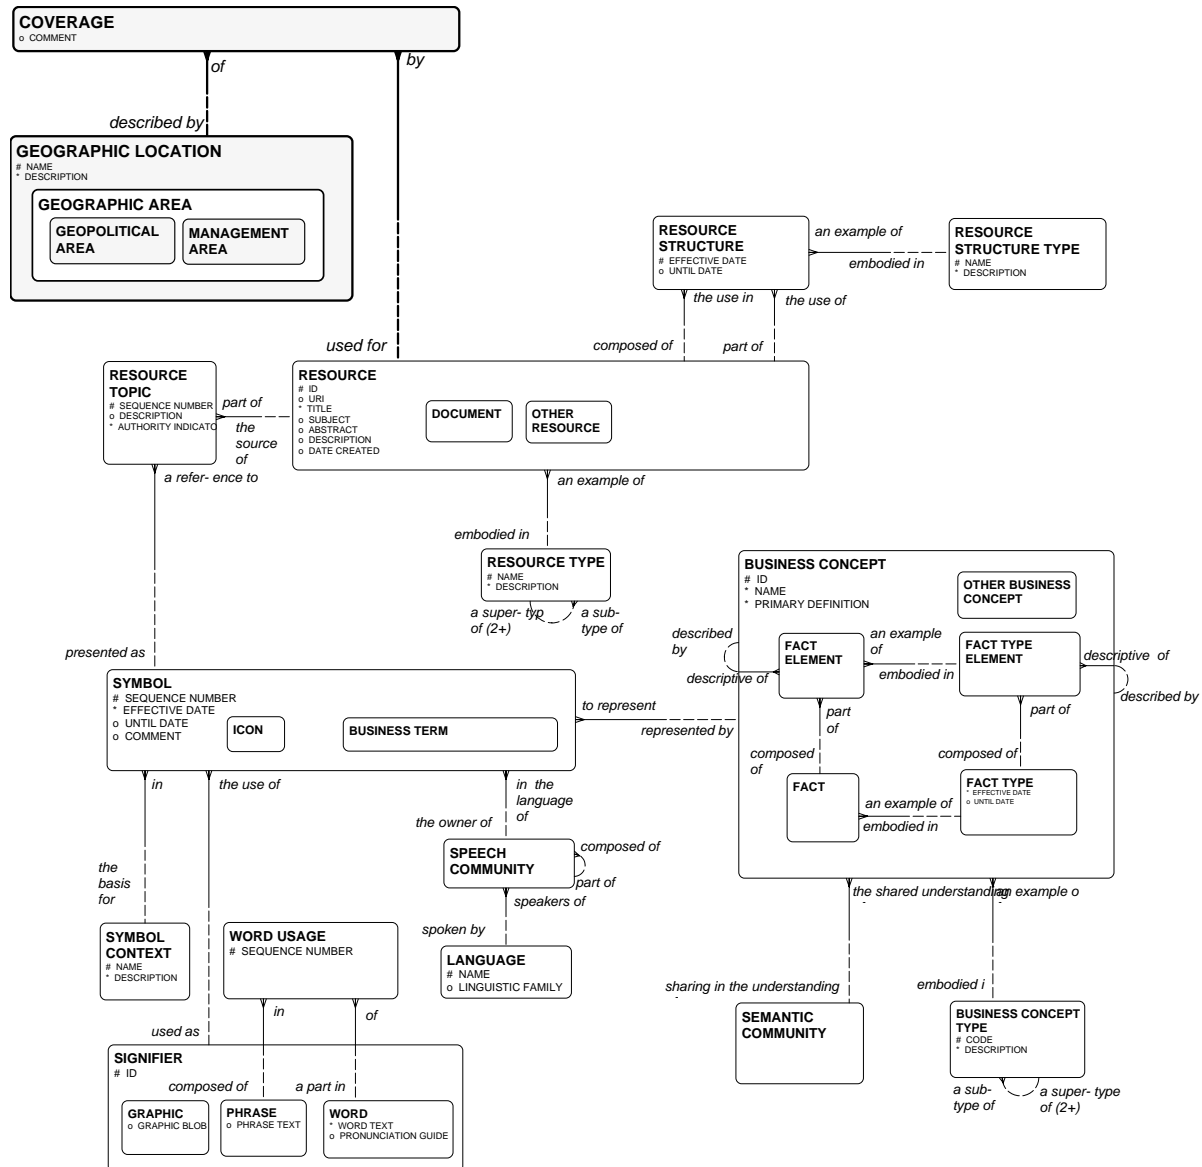 COVERAGE
o COMMENT
of
by
described by
GEOGRAPHIC LOCATION
# NAME
* DESCRIPTION
GEOGRAPHIC AREA
GEOPOLITICAL
AREA
MANAGEMENT
AREA
RESOURCE
STRUCTURE
# EFFECTIVE DATE
o UNTIL DATE
an example of
embodied in
RESOURCE
STRUCTURE TYPE
# NAME
* DESCRIPTION
the use in
the use of
used for
composed of
part of
RESOURCE
TOPIC
# SEQUENCE NUMBER
o DESCRIPTION
* AUTHORITY INDICATO
part of
the
source
of
RESOURCE
# ID
o URI
* TITLE
o SUBJECT
o ABSTRACT
o DESCRIPTION
o DATE CREATED
DOCUMENT
OTHER
RESOURCE
a refer- ence to
an example of
embodied in
RESOURCE TYPE
# NAME
* DESCRIPTION
a super- typ
of (2+)
a sub-
type of
BUSINESS CONCEPT
# ID
* NAME
* PRIMARY DEFINITION
OTHER BUSINESS
CONCEPT
described
by
descriptive of
FACT
ELEMENT
an example
of
embodied in
FACT TYPE
ELEMENT
descriptive of
described by
part
of
composed
of
part of
composed of
FACT
an example of
embodied in
FACT TYPE
* EFFECTIVE DATE
o UNTIL DATE
presented as
SYMBOL
# SEQUENCE NUMBER
* EFFECTIVE DATE
o UNTIL DATE
o COMMENT
ICON
BUSINESS TERM
to represent
represented by
in
the use of
in the
language
of
the owner of
SPEECH
COMMUNITY
composed of
part of
speakers of
spoken by
LANGUAGE
# NAME
o LINGUISTIC FAMILY
the
basis
for
SYMBOL
CONTEXT
# NAME
* DESCRIPTION
WORD USAGE
# SEQUENCE NUMBER
in
of
used as
the shared understanding
an example o
sharing in the understanding
embodied i
SEMANTIC
COMMUNITY
BUSINESS CONCEPT
TYPE
# CODE
* DESCRIPTION
a sub-
type of
a super- type
of (2+)
SIGNIFIER
# ID
composed of
a part in
GRAPHIC
o GRAPHIC BLOB
PHRASE
o PHRASE TEXT
WORD
* WORD TEXT
o PRONUNCIATION GUIDE